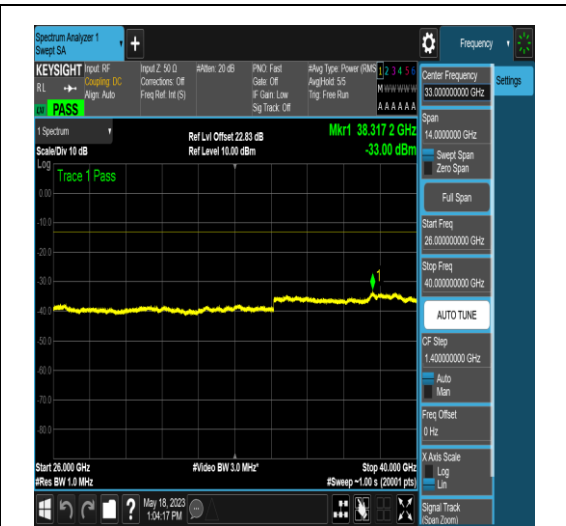 Spectrum Analyzer 1
Swept SA
+
Frequency
KEYSIGHT
RL
Input: RF
Coupling: DC
Align: Auto
Input Z: 50 Ω
Corrections: Off
Freq Ref: Int (S)
#Atten: 20 dB
PNO: Fast
Gate: Off
IF Gain: Low
Sig Track: Off
#Avg Type: Power (RMS
Avg|Hold: 5/5
Trig: Free Run
1 2 3 4 5 6
M W W W W W
A A A A A A
PASS
1 Spectrum
Scale/Div 10 dB
Ref Lvl Offset 22.83 dB
Ref Level 10.00 dBm
Mkr1 38.317 2 GHz
-33.00 dBm
Log
Trace 1 Pass
0.00
-10.0
-20.0
-30.0
-40.0
-50.0
-60.0
-70.0
-80.0
1
Start 26.000 GHz
#Res BW 1.0 MHz
#Video BW 3.0 MHz*
Stop 40.000 GHz
#Sweep ~1.00 s (20001 pts)
?
May 18, 2023
1:04:17 PM
Center Frequency
33.000000000 GHz
Settings
Span
14.0000000 GHz
Swept Span
Zero Span
Full Span
Start Freq
26.000000000 GHz
Stop Freq
40.000000000 GHz
AUTO TUNE
CF Step
1.400000000 GHz
Auto
Man
Freq Offset
0 Hz
X Axis Scale
Log
Lin
Signal Track
(Span Zoom)